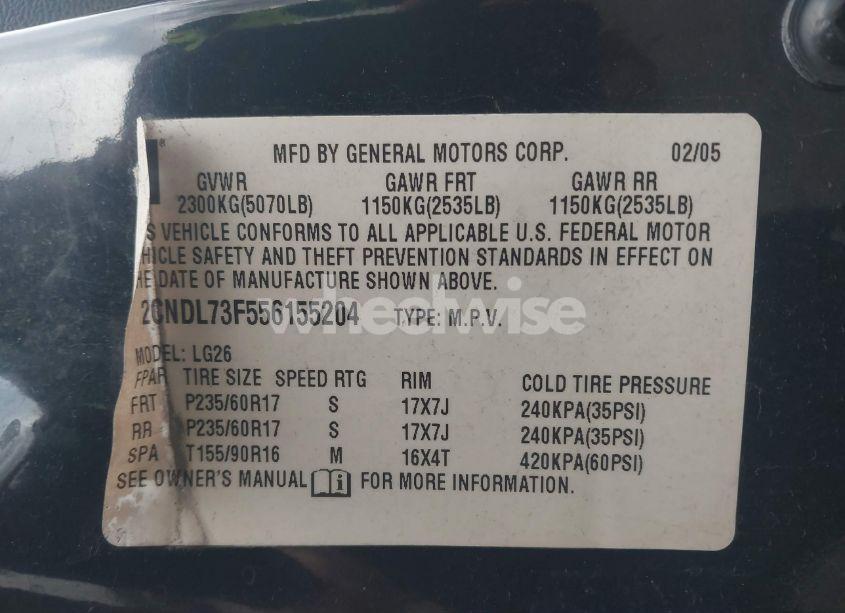 MFD BY GENERAL MOTORS CORP. 02/05
GVWR GAWR FRT GAWR RR
2300KG(5070LB) 1150KG(2535LB) 1150KG(2535LB)
S VEHICLE CONFORMS TO ALL APPLICABLE U.S. FEDERAL MOTOR
HICLE SAFETY AND THEFT PREVENTION STANDARDS IN EFFECT ON
HE DATE OF MANUFACTURE SHOWN ABOVE.
2CNDL73F556155204 TYPE: M.P.V.
wheelwise
MODEL: LG26
FPAR TIRE SIZE SPEED RTG RIM COLD TIRE PRESSURE
FRT P235/60R17 S 17X7J 240KPA(35PSI)
RR P235/60R17 S 17X7J 240KPA(35PSI)
SPA T155/90R16 M 16X4T 420KPA(60PSI)
SEE OWNER'S MANUAL i FOR MORE INFORMATION.